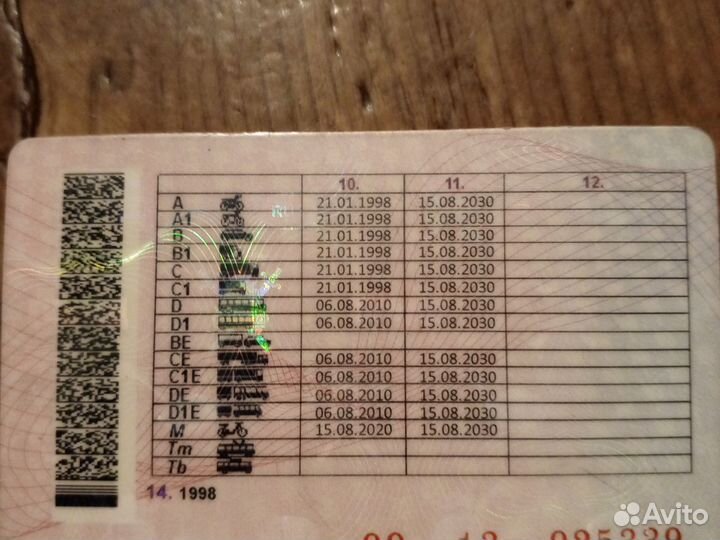 10. 11. 12.
A 21.01.1998 15.08.2030
A1 21.01.1998 15.08.2030
B 21.01.1998 15.08.2030
B1 21.01.1998 15.08.2030
C 21.01.1998 15.08.2030
C1 21.01.1998 15.08.2030
D 06.08.2010 15.08.2030
D1 06.08.2010 15.08.2030
BE
CE 06.08.2010 15.08.2030
C1E 06.08.2010 15.08.2030
DE 06.08.2010 15.08.2030
D1E 06.08.2010 15.08.2030
M 15.08.2020 15.08.2030
Tm
Tb
14. 1998
Avito